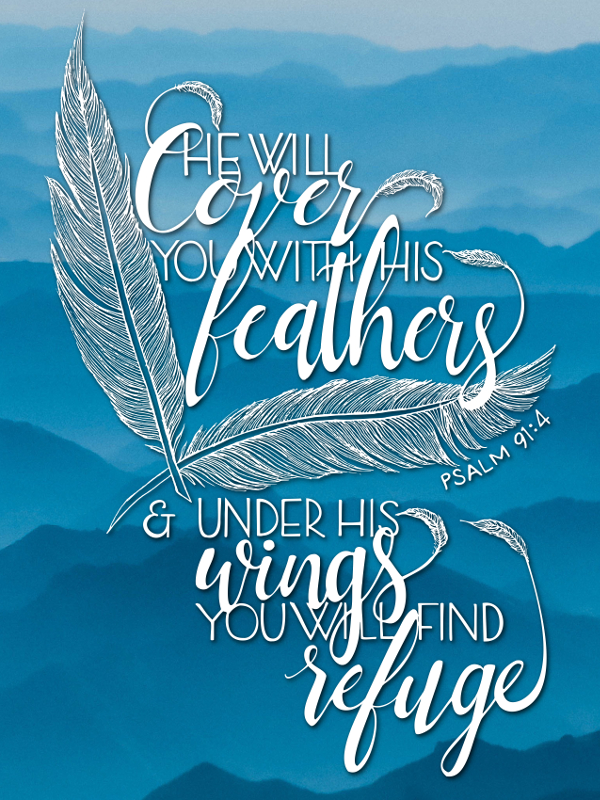 HE WILL
Cover
YOU WITH HIS
feathers
PSALM 91:4
& UNDER HIS
wings
YOU WILL FIND
refuge